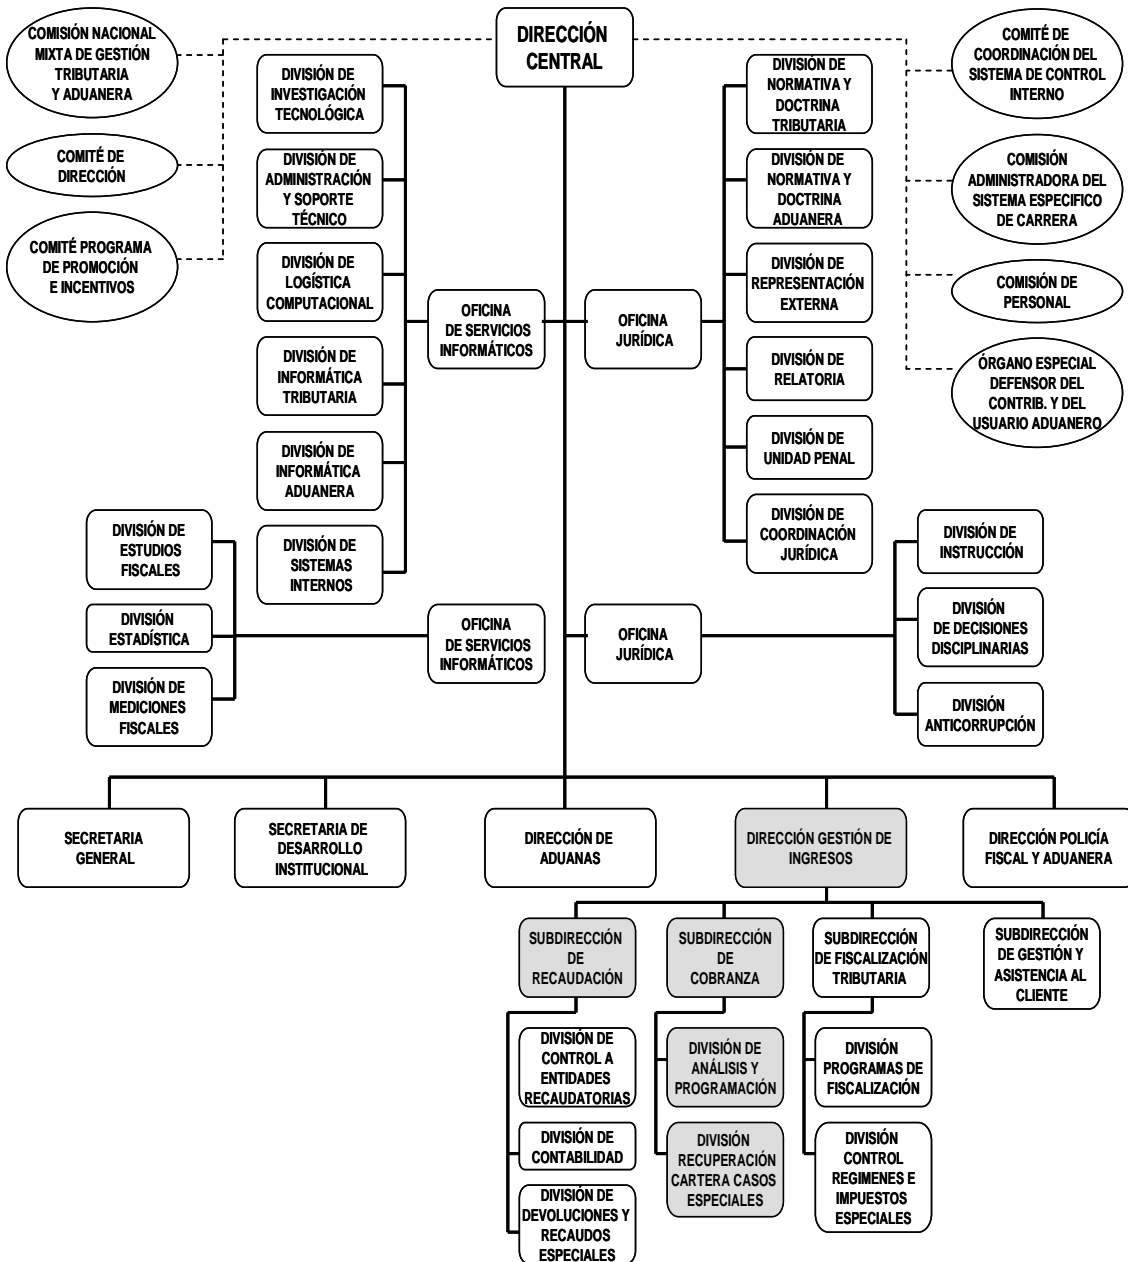 DIRECCIÓN
CENTRAL
COMISIÓN NACIONAL
MIXTA DE GESTIÓN
TRIBUTARIA
Y ADUANERA
COMITÉ DE
DIRECCIÓN
COMITÉ PROGRAMA
DE PROMOCIÓN
E INCENTIVOS
DIVISIÓN DE
INVESTIGACIÓN
TECNOLÓGICA
DIVISIÓN DE
ADMINISTRACIÓN
Y SOPORTE
TÉCNICO
DIVISIÓN DE
LOGÍSTICA
COMPUTACIONAL
DIVISIÓN DE
INFORMÁTICA
TRIBUTARIA
DIVISIÓN DE
INFORMÁTICA
ADUANERA
DIVISIÓN DE
SISTEMAS
INTERNOS
OFICINA
DE SERVICIOS
INFORMÁTICOS
OFICINA
JURÍDICA
DIVISIÓN DE
NORMATIVA Y
DOCTRINA
TRIBUTARIA
DIVISIÓN DE
NORMATIVA Y
DOCTRINA
ADUANERA
DIVISIÓN DE
REPRESENTACIÓN
EXTERNA
DIVISIÓN DE
RELATORIA
DIVISIÓN DE
UNIDAD PENAL
DIVISIÓN DE
COORDINACIÓN
JURÍDICA
COMITÉ DE
COORDINACIÓN DEL
SISTEMA DE CONTROL
INTERNO
COMISIÓN
ADMINISTRADORA DEL
SISTEMA ESPECIFICO
DE CARRERA
COMISIÓN DE
PERSONAL
ÓRGANO ESPECIAL
DEFENSOR DEL
CONTRIB. Y DEL
USUARIO ADUANERO
DIVISIÓN DE
ESTUDIOS
FISCALES
DIVISIÓN
ESTADÍSTICA
DIVISIÓN DE
MEDICIONES
FISCALES
OFICINA
DE SERVICIOS
INFORMÁTICOS
OFICINA
JURÍDICA
DIVISIÓN DE
INSTRUCCIÓN
DIVISIÓN
DE DECISIONES
DISCIPLINARIAS
DIVISIÓN
ANTICORRUPCIÓN
SECRETARIA
GENERAL
SECRETARIA DE
DESARROLLO
INSTITUCIONAL
DIRECCIÓN DE
ADUANAS
DIRECCIÓN GESTIÓN DE
INGRESOS
DIRECCIÓN POLICÍA
FISCAL Y ADUANERA
SUBDIRECCIÓN
DE
RECAUDACIÓN
SUBDIRECCIÓN
DE
COBRANZA
SUBDIRECCIÓN
DE FISCALIZACIÓN
TRIBUTARIA
SUBDIRECCIÓN
DE GESTIÓN Y
ASISTENCIA AL
CLIENTE
DIVISIÓN DE
CONTROL A
ENTIDADES
RECAUDATORIAS
DIVISIÓN DE
CONTABILIDAD
DIVISIÓN DE
DEVOLUCIONES Y
RECAUDOS
ESPECIALES
DIVISIÓN DE
ANÁLISIS Y
PROGRAMACIÓN
DIVISIÓN
RECUPERACIÓN
CARTERA CASOS
ESPECIALES
DIVISIÓN
PROGRAMAS DE
FISCALIZACIÓN
DIVISIÓN
CONTROL
REGIMENES E
IMPUESTOS
ESPECIALES